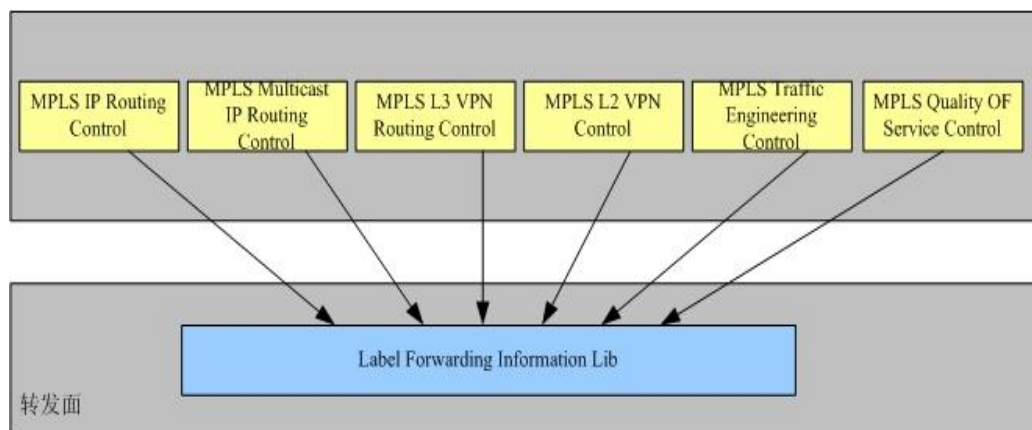 MPLS IP Routing
Control
MPLS Multicast
IP Routing
Control
MPLS L3 VPN
Routing Control
MPLS L2 VPN
Control
MPLS Traffic
Engineering
Control
MPLS Quality OF
Service Control
Label Forwarding Information Lib
转发面